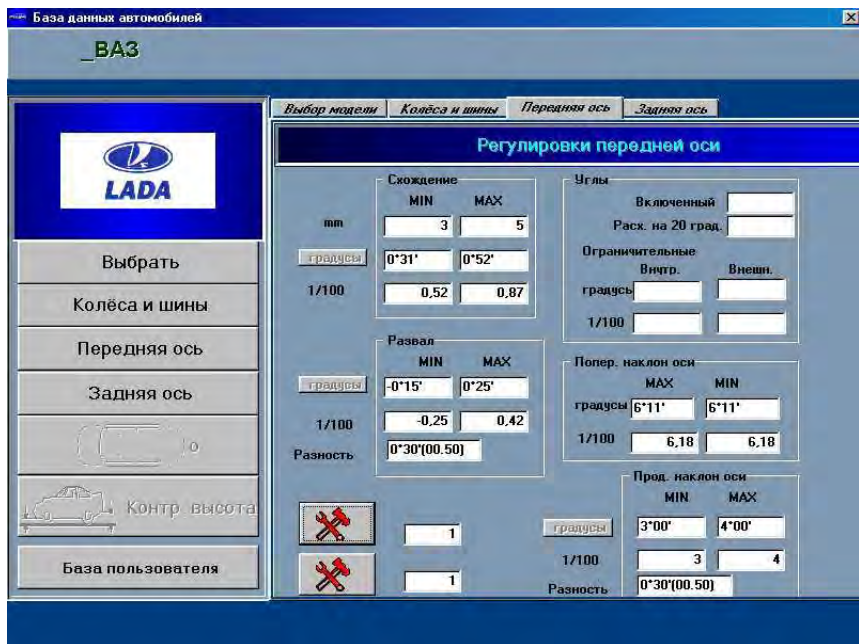 База данных автомобилей
_ВАЗ
Выбор модели Колёса и шины Передняя ось Задняя ось
LADA
Выбрать
Колёса и шины
Передняя ось
Задняя ось
Контр высота
База пользователя
Регулировки передней оси
Схождение
MIN MAX
mm 3 5
градусы 0°31' 0°52'
1/100 0,52 0,87
Развал
MIN MAX
градусы -0°15' 0°25'
1/100 -0,25 0,42
Разность 0°30'(00.50)
1
1
Углы
Включенный
Расх. на 20 град.
Ограничительные
Внутр. Внешн.
градусь
1/100
Попер. наклон оси
MAX MIN
градусы 6°11' 6°11'
1/100 6,18 6,18
Прод. наклон оси
MIN MAX
градусы 3°00' 4°00'
1/100 3 4
Разность 0°30'(00.50)